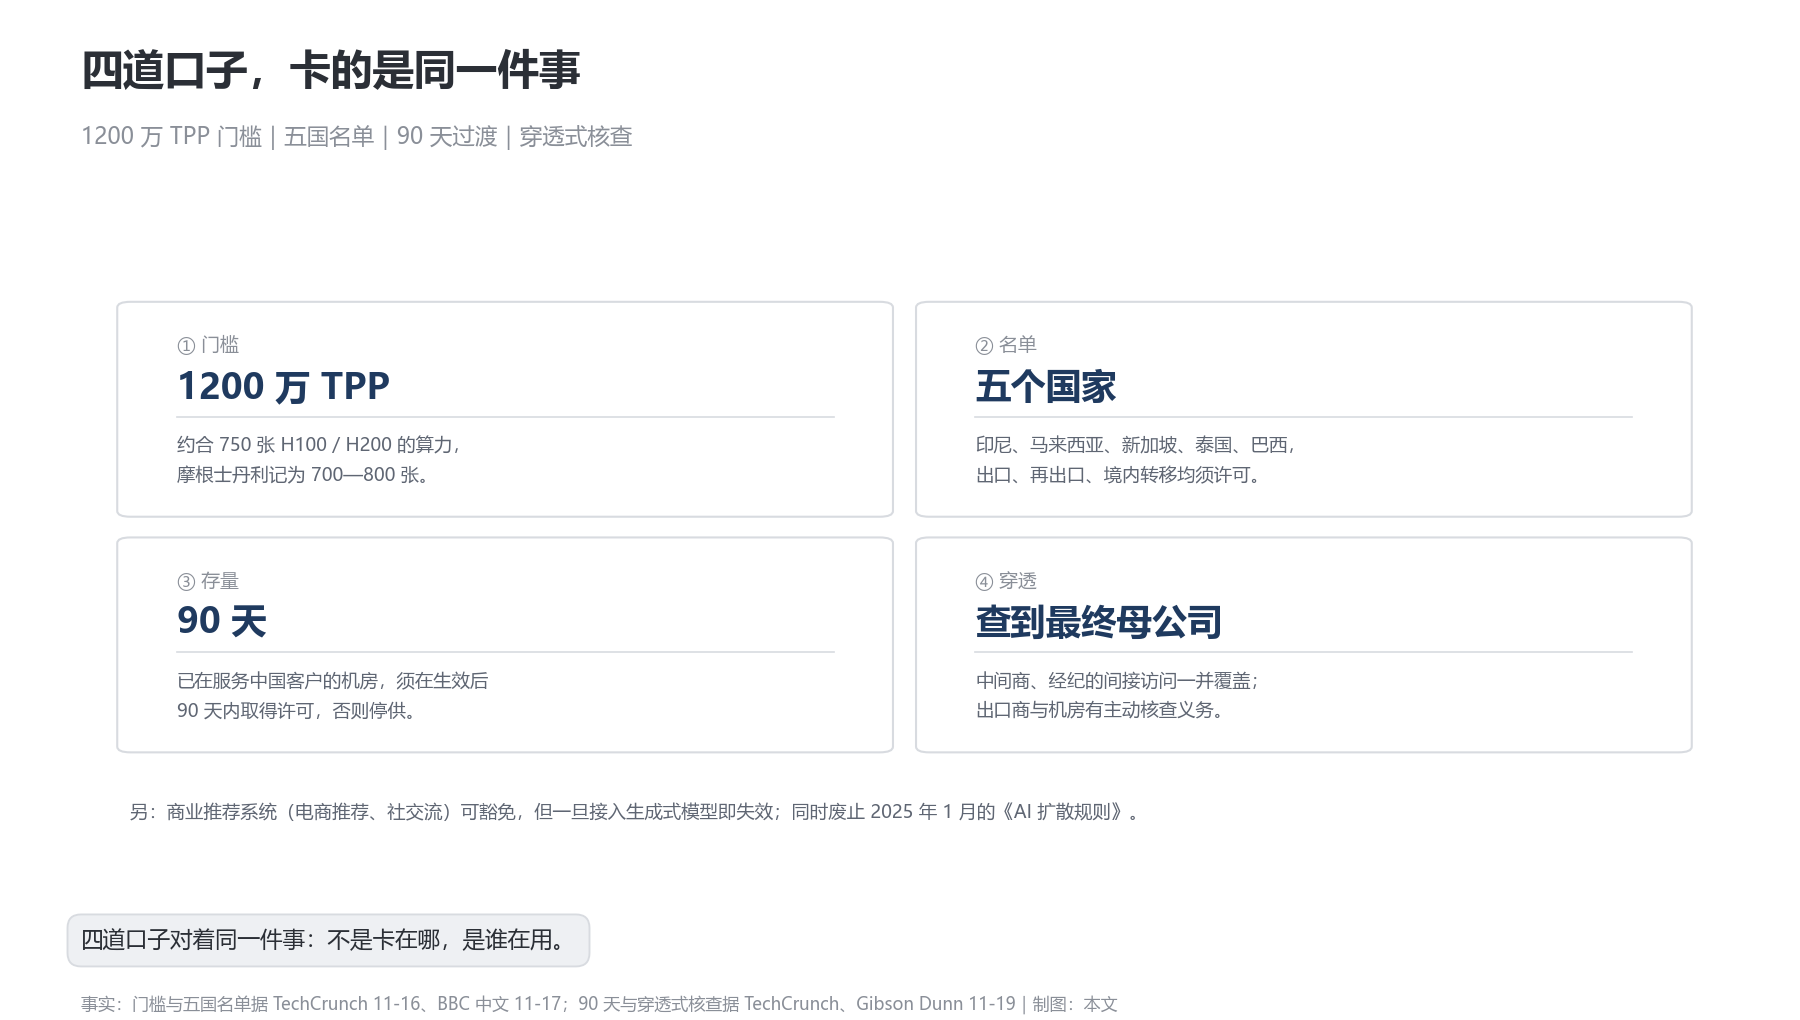 四道口子，卡的是同一件事
1200 万 TPP 门槛 | 五国名单 | 90 天过渡 | 穿透式核查
① 门槛
1200 万 TPP
约合 750 张 H100 / H200 的算力，
摩根士丹利记为 700—800 张。
② 名单
五个国家
印尼、马来西亚、新加坡、泰国、巴西，
出口、再出口、境内转移均须许可。
③ 存量
90 天
已在服务中国客户的机房，须在生效后
90 天内取得许可，否则停供。
④ 穿透
查到最终母公司
中间商、经纪的间接访问一并覆盖；
出口商与机房有主动核查义务。
另：商业推荐系统（电商推荐、社交流）可豁免，但一旦接入生成式模型即失效；同时废止 2025 年 1 月的《AI 扩散规则》。
四道口子对着同一件事：不是卡在哪，是谁在用。
事实：门槛与五国名单据 TechCrunch 11-16、BBC 中文 11-17；90 天与穿透式核查据 TechCrunch、Gibson Dunn 11-19 | 制图：本文